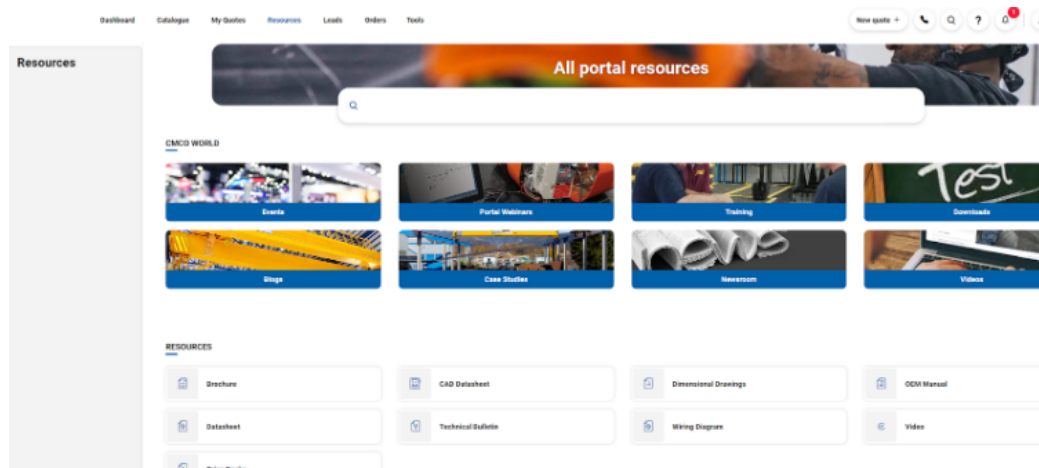 Dashboard Catalogue My Quotes Resources Leads Orders Tools New quote + ?
Resources
All portal resources
CMCO WORLD
Events Portal Webinars Training Test Downloads
Blogs Case Studies Newsroom Videos
RESOURCES
Brochure CAD Datasheet Dimensional Drawings OEM Manual
Datasheet Technical Bulletin Wiring Diagram Video